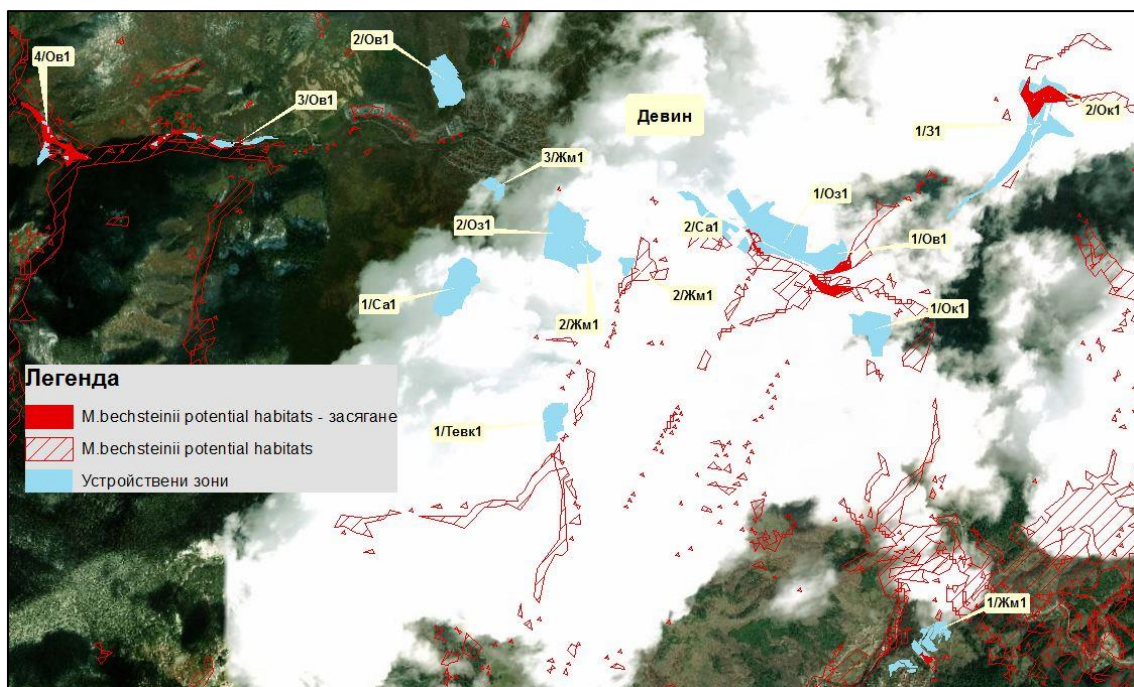 2/Ов1
4/Ов1
3/Ов1
Девин
2/Ок1
1/З1
3/Жм1
2/Оз1
2/Са1
1/Оз1
1/Ов1
1/Са1
2/Жм1
2/Жм1
1/Ок1
Легенда
M.bechsteinii potential habitats - засягане
M.bechsteinii potential habitats
Устройствени зони
1/Тевк1
1/Жм1